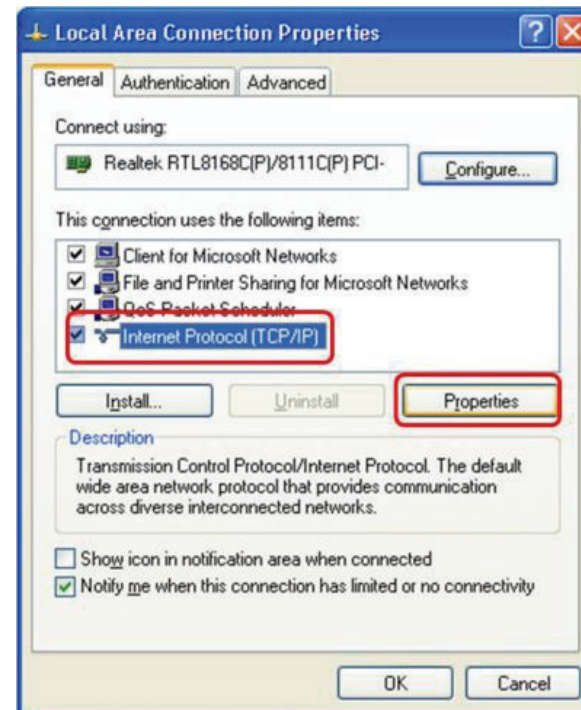 Local Area Connection Properties
General Authentication Advanced
Connect using:
Realtek RTL8168C(P)/8111C(P) PCI-
Configure...
This connection uses the following items:
Client for Microsoft Networks
File and Printer Sharing for Microsoft Networks
QoS Packet Scheduler
Internet Protocol (TCP/IP)
Install... Uninstall Properties
Description
Transmission Control Protocol/Internet Protocol. The default
wide area network protocol that provides communication
across diverse interconnected networks.
Show icon in notification area when connected
Notify me when this connection has limited or no connectivity
OK Cancel